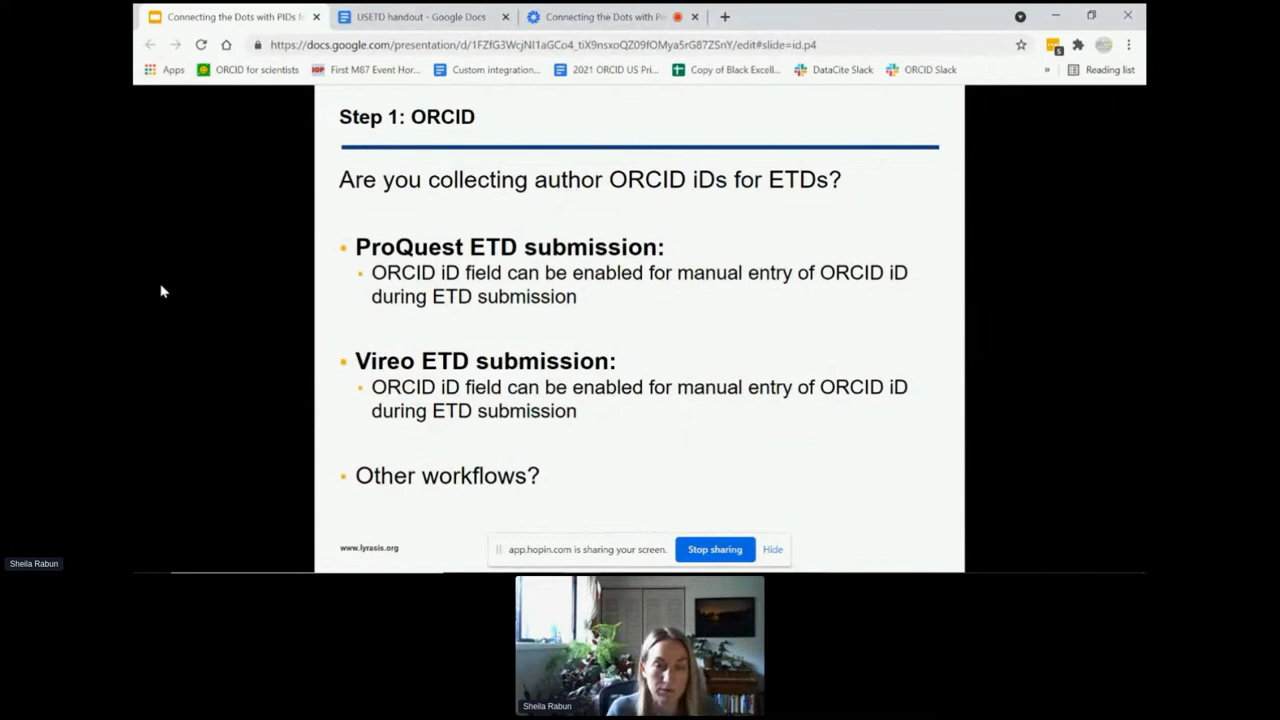 Connecting the Dots with PIDs f
USETD handout - Google Docs
Connecting the Dots with P
https://docs.google.com/presentation/d/1FZfG3WcjNI1aGCo4_tiX9nsxoQZ09fOMya5rG87ZSnY/edit#slide=id.p4
5
Apps
ORCID for scientists
IOP First M87 Event Hor...
Custom integration...
2021 ORCID US Pri...
Copy of Black Excell...
DataCite Slack
ORCID Slack
»
Reading list
Step 1: ORCID
Are you collecting author ORCID iDs for ETDs?
• ProQuest ETD submission:
• ORCID iD field can be enabled for manual entry of ORCID iD
during ETD submission
• Vireo ETD submission:
• ORCID iD field can be enabled for manual entry of ORCID iD
during ETD submission
• Other workflows?
www.lyrasis.org
app.hopin.com is sharing your screen.
Stop sharing
Hide
Sheila Rabun
Sheila Rabun